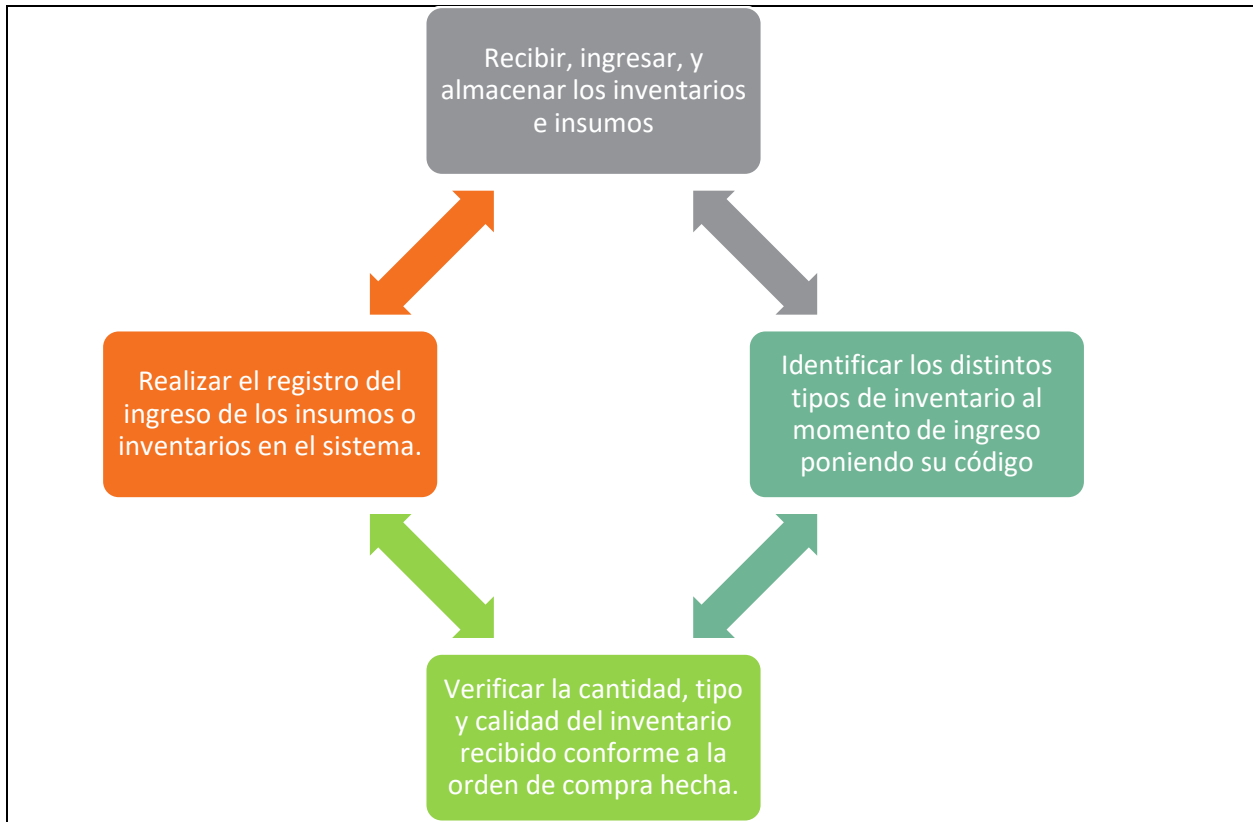 Recibir, ingresar, y
almacenar los inventarios
e insumos
Realizar el registro del
ingreso de los insumos o
inventarios en el sistema.
Identificar los distintos
tipos de inventario al
momento de ingreso
poniendo su código
Verificar la cantidad, tipo
y calidad del inventario
recibido conforme a la
orden de compra hecha.